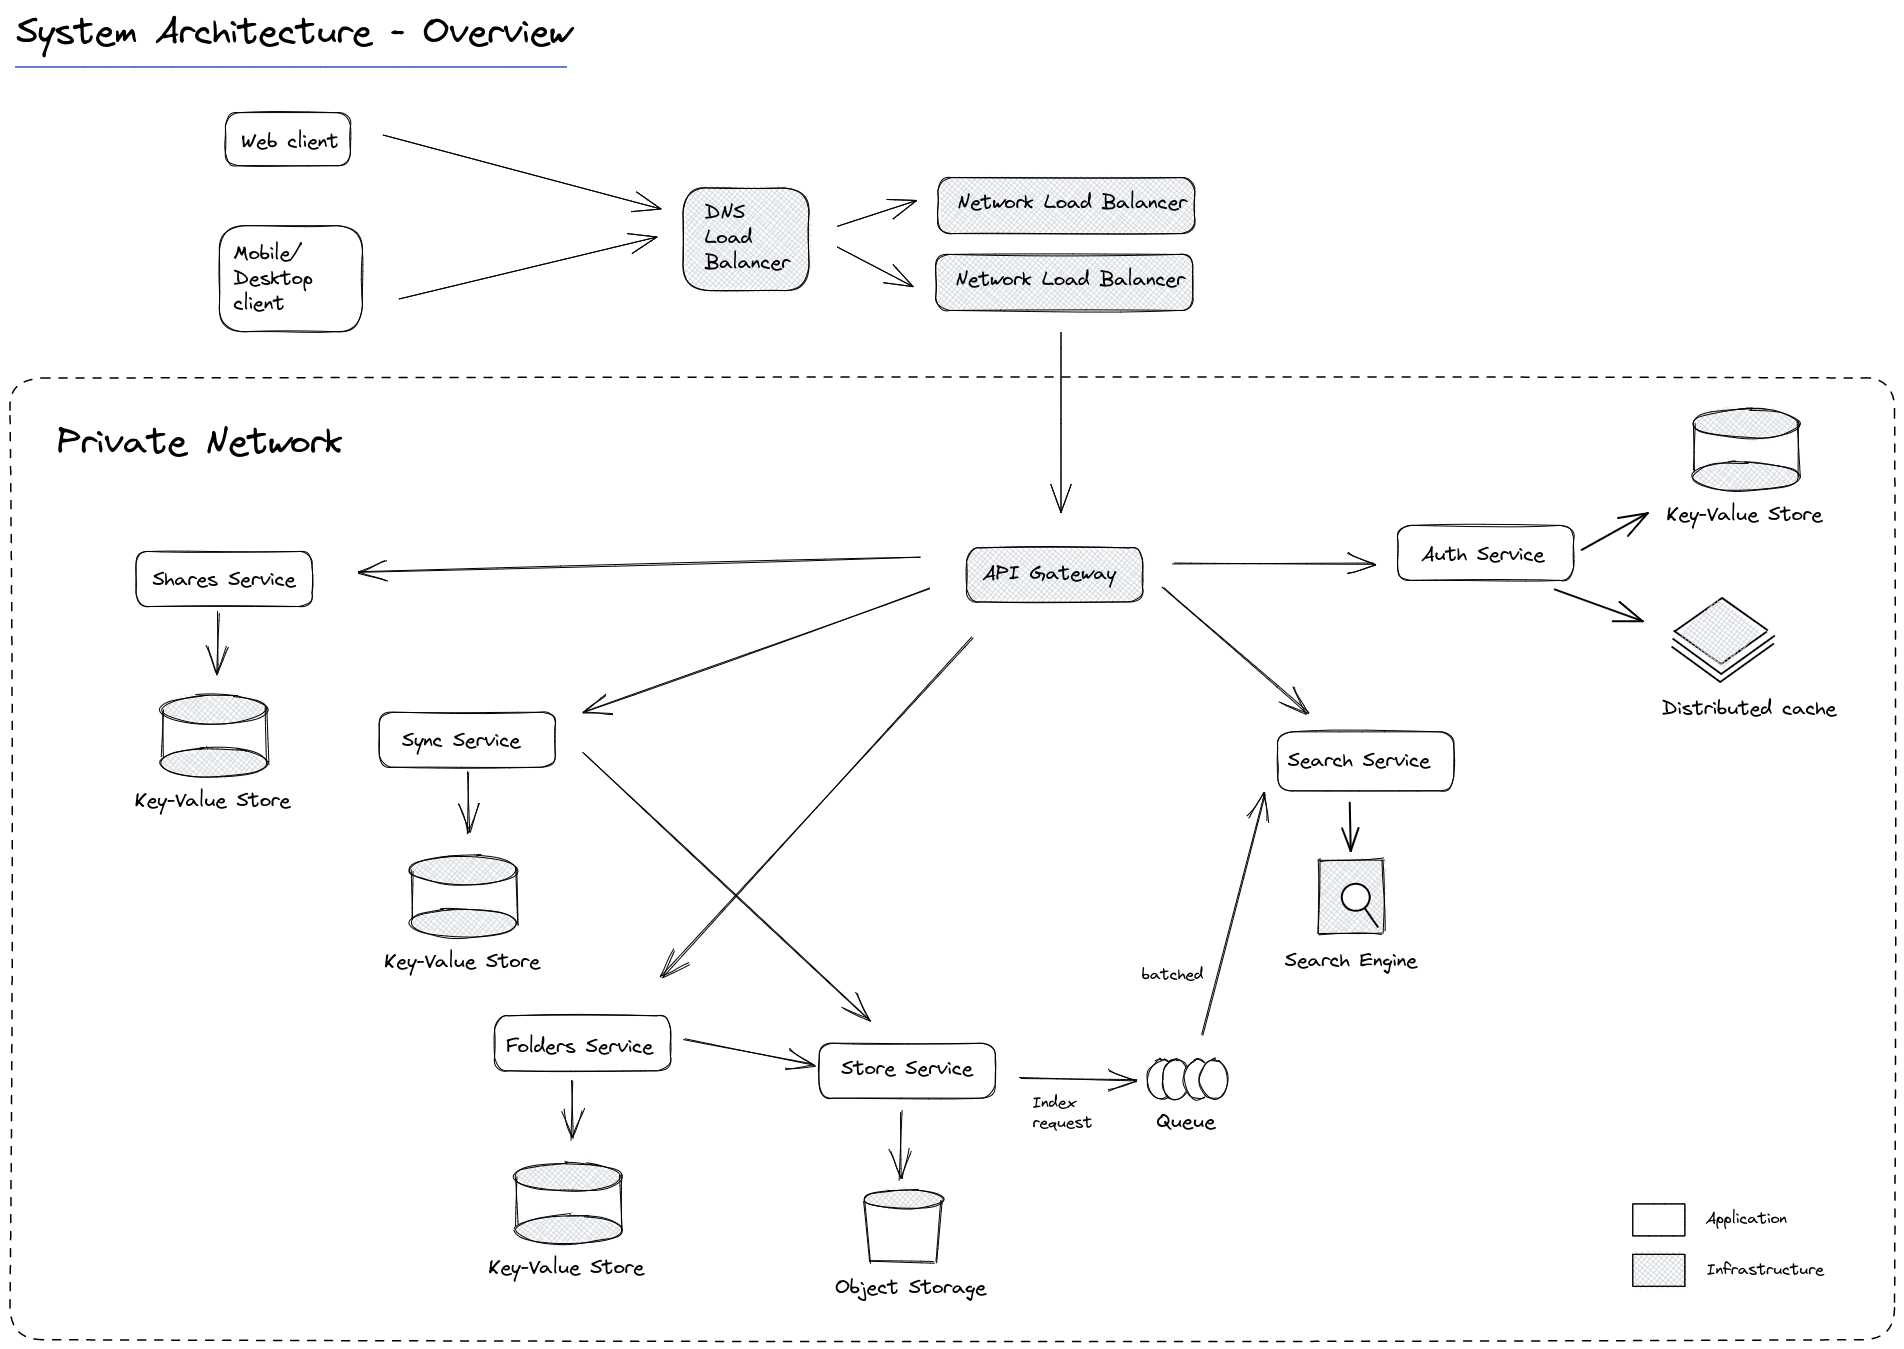 System Architecture - Overview
Web client
Mobile/
Desktop
client
DNS
Load
Balancer
Network Load Balancer
Network Load Balancer
Private Network
Key-Value Store
Shares Service
API Gateway
Auth Service
Distributed cache
Key-Value Store
Sync Service
Search Service
Key-Value Store
batched
Search Engine
Folders Service
Store Service
Index
request
Queue
Key-Value Store
Object Storage
Application
Infrastructure